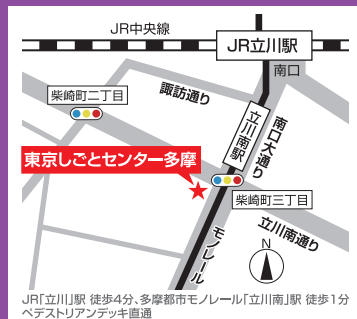 JR中央線
JR立川駅
南口
柴崎町二丁目
諏訪通り
立川南駅
南口大通り
東京しごとセンター多摩
柴崎町三丁目
立川南通り
モノレール
N
JR「立川」駅 徒歩4分、多摩都市モノレール「立川南」駅 徒歩1分
ペデストリアンデッキ直通